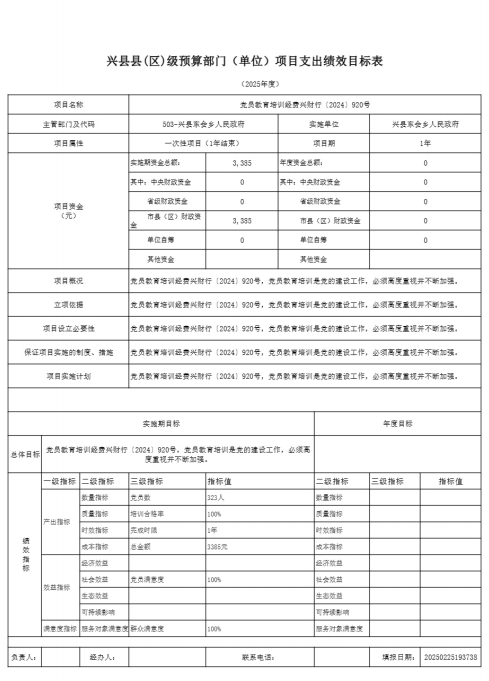 兴县县(区)级预算部门（单位）项目支出绩效目标表
（2025年度）
项目名称 党员教育培训经费兴财行〔2024〕920号
主管部门及代码 503-兴县东会乡人民政府 实施单位 兴县东会乡人民政府
项目属性 一次性项目（1年结束） 项目期 1年
项目资金
（元）
实施期资金总额： 3,385 年度资金总额： 0
其中：中央财政资金 0 其中：中央财政资金 0
省级财政资金 0 省级财政资金 0
市县（区）财政资金 3,385 市县（区）财政资金 0
单位自筹 0 单位自筹 0
其他资金 其他资金
项目概况 党员教育培训经费兴财行〔2024〕920号，党员教育培训是党的建设工作，必须高度重视并不断加强。
立项依据 党员教育培训经费兴财行〔2024〕920号，党员教育培训是党的建设工作，必须高度重视并不断加强。
项目设立必要性 党员教育培训经费兴财行〔2024〕920号，党员教育培训是党的建设工作，必须高度重视并不断加强。
保证项目实施的制度、措施 党员教育培训经费兴财行〔2024〕920号，党员教育培训是党的建设工作，必须高度重视并不断加强。
项目实施计划 党员教育培训经费兴财行〔2024〕920号，党员教育培训是党的建设工作，必须高度重视并不断加强。
实施期目标 年度目标
总体目标 党员教育培训经费兴财行〔2024〕920号，党员教育培训是党的建设工作，必须高
度重视并不断加强。
绩效指标
一级指标 二级指标 三级指标 指标值 二级指标 三级指标 指标值
产出指标
数量指标 党员数 323人 数量指标
质量指标 培训合格率 100% 质量指标
时效指标 完成时限 1年 时效指标
成本指标 总金额 3385元 成本指标
效益指标
经济效益 经济效益
社会效益 党员满意度 100% 社会效益
生态效益 生态效益
可持续影响 可持续影响
满意度指标 服务对象满意度 群众满意度 100% 服务对象满意度
负责人： 经办人： 联系电话： 填报日期： 20250225193738